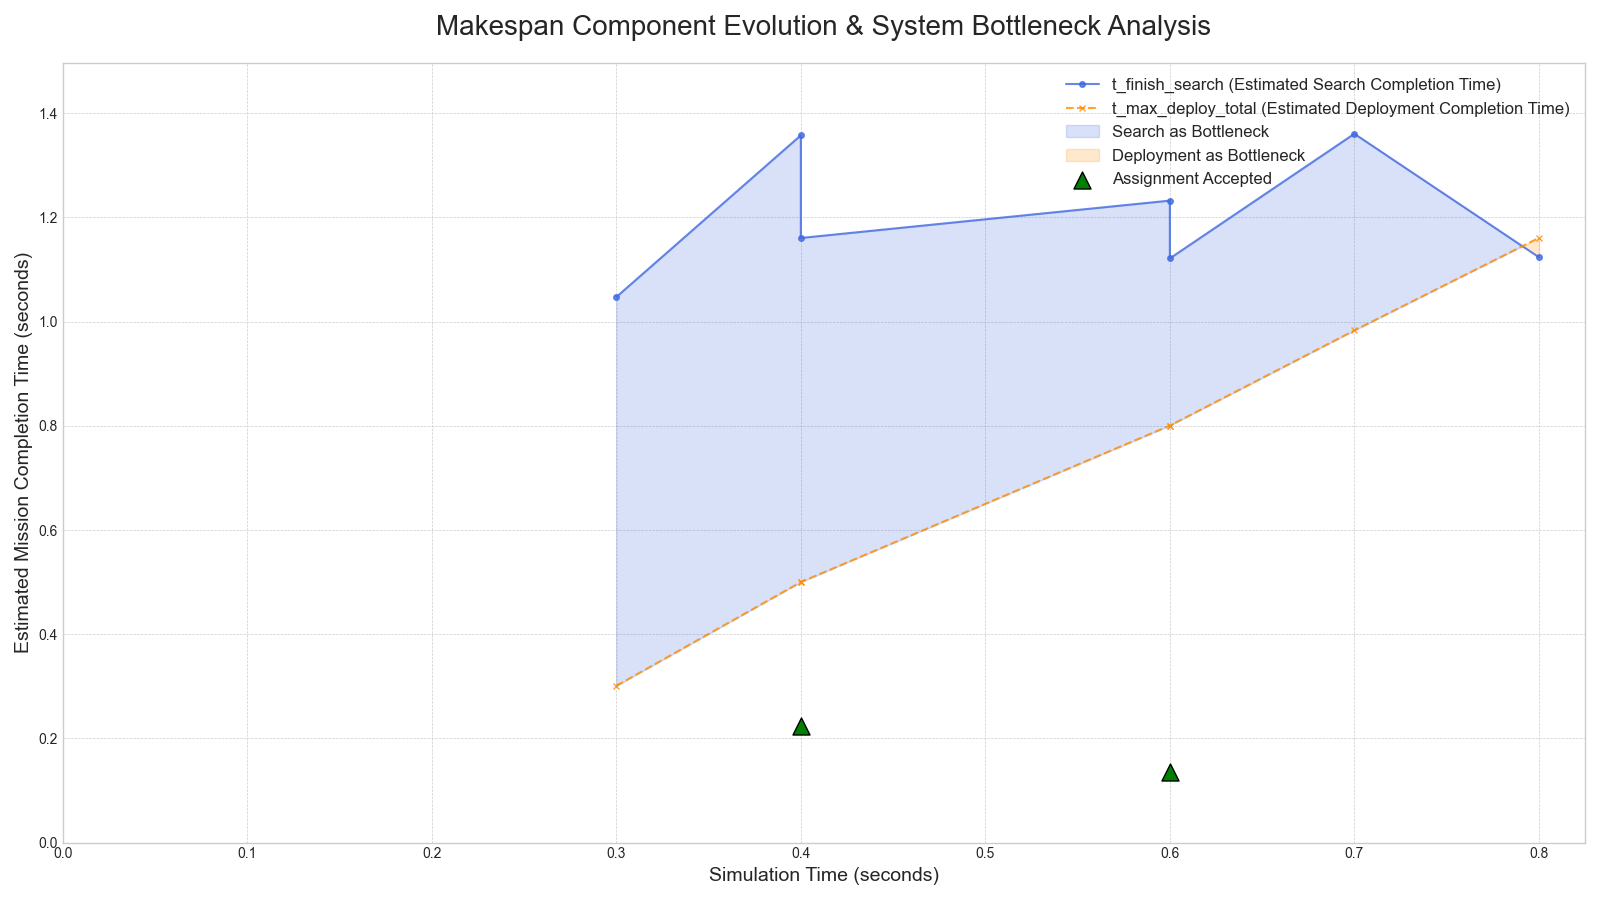 Makespan Component Evolution & System Bottleneck Analysis
t_finish_search (Estimated Search Completion Time)
t_max_deploy_total (Estimated Deployment Completion Time)
Search as Bottleneck
Deployment as Bottleneck
Assignment Accepted
Estimated Mission Completion Time (seconds)
1.4
1.2
1.0
0.8
0.6
0.4
0.2
0.0
0.0 0.1 0.2 0.3 0.4 0.5 0.6 0.7 0.8
Simulation Time (seconds)